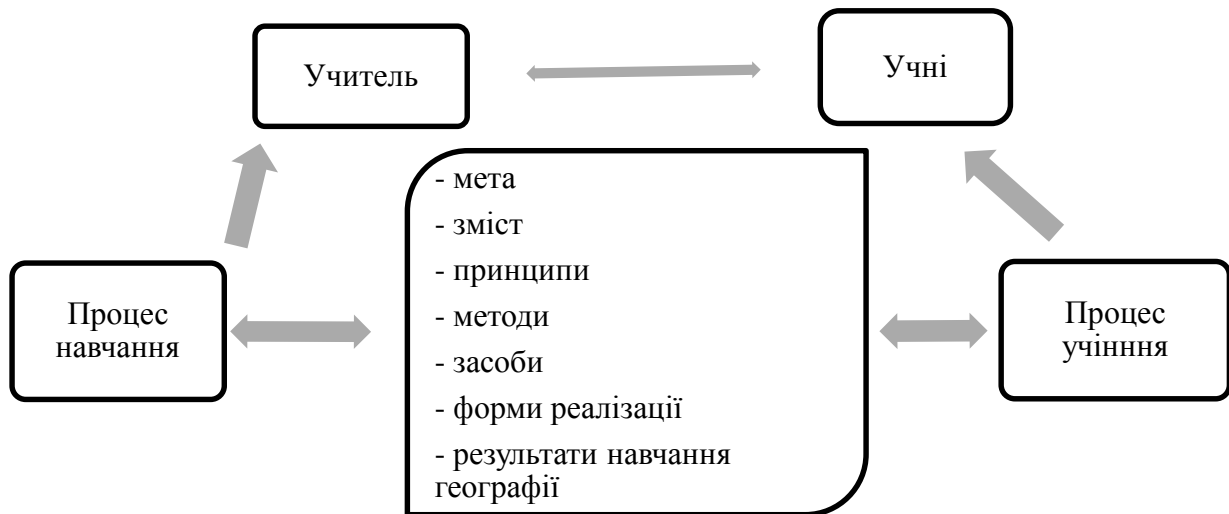 Учитель
Учні
- мета
- зміст
- принципи
- методи
- засоби
- форми реалізації
- результати навчання
географії
Процес
навчання
Процес
учінння